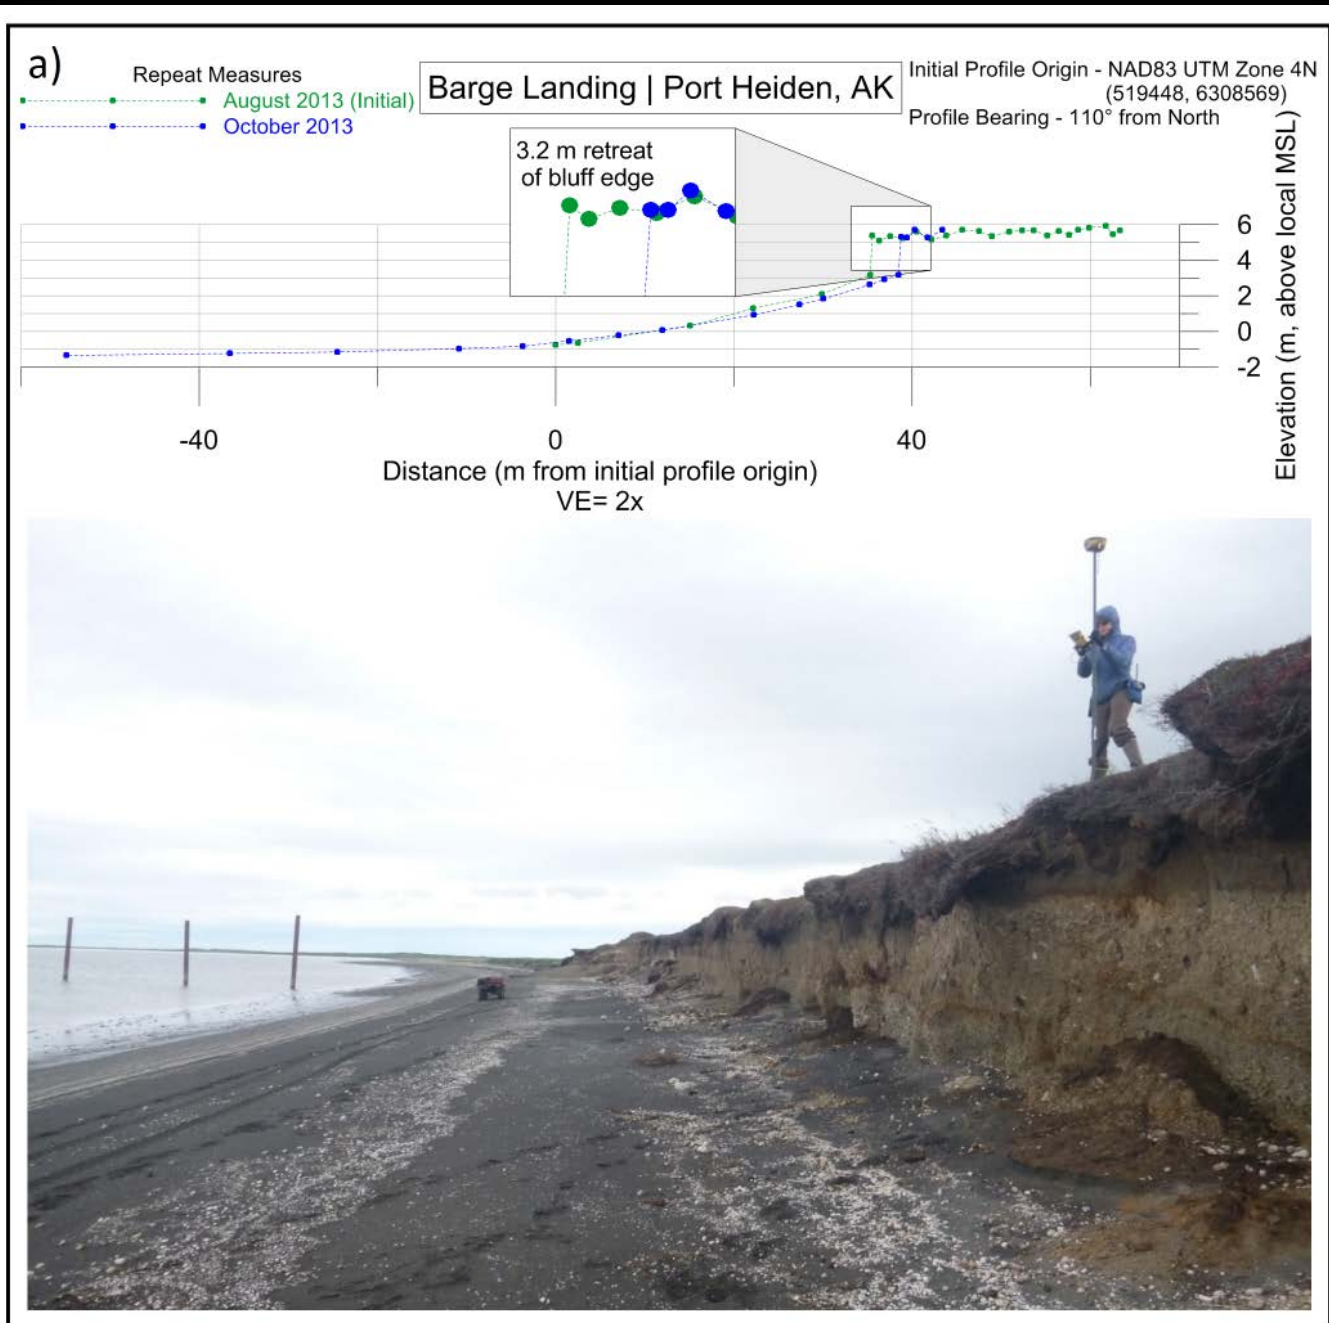 a)
Repeat Measures
August 2013 (Initial)
October 2013
Barge Landing | Port Heiden, AK
Initial Profile Origin - NAD83 UTM Zone 4N
(519448, 6308569)
Profile Bearing - 110° from North
3.2 m retreat
of bluff edge
6
4
2
0
-2
Elevation (m, above local MSL)
-40
0
40
Distance (m from initial profile origin)
VE= 2x